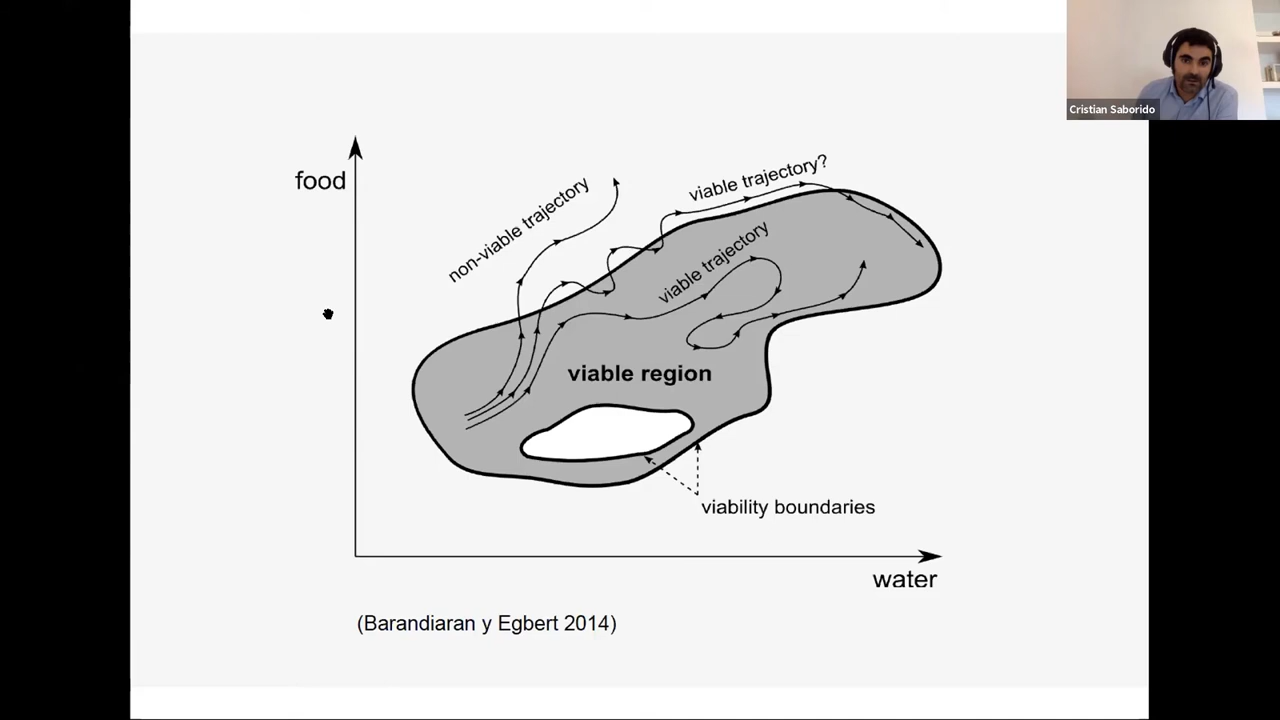 Cristian Saborido
food
non-viable trajectory
viable trajectory?
viable trajectory
viable region
viability boundaries
water
(Barandiaran y Egbert 2014)